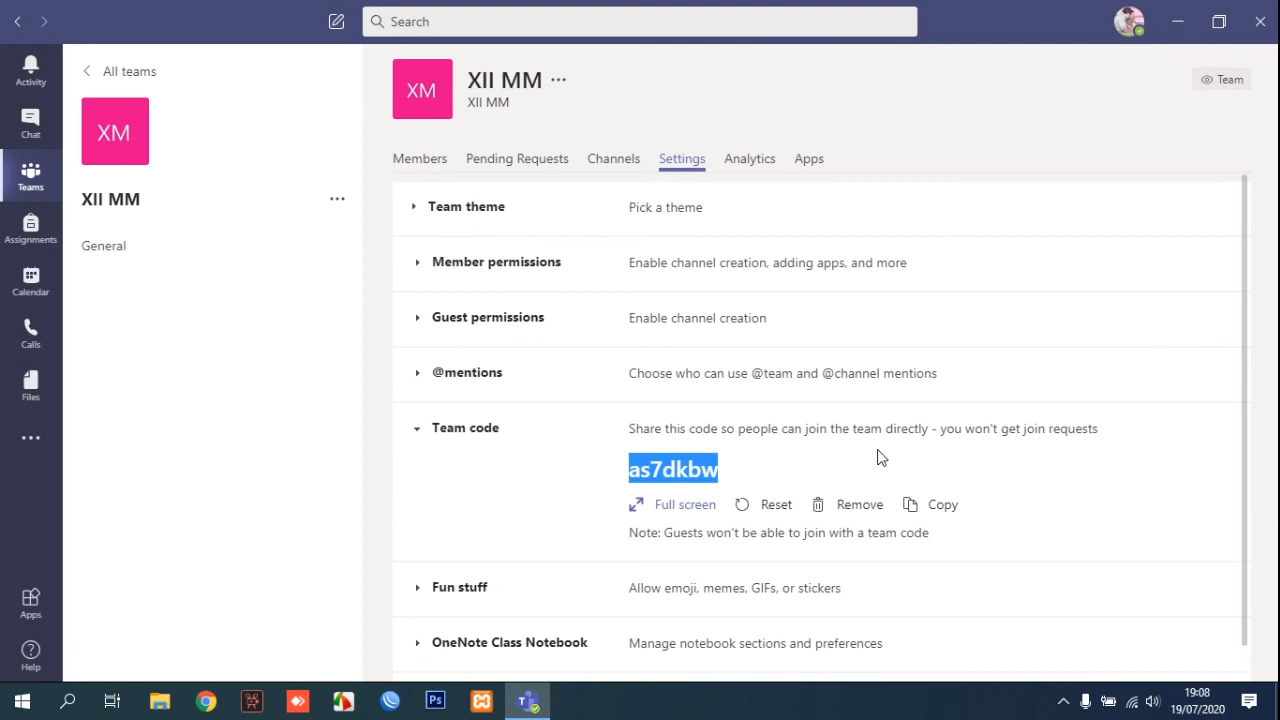 Search
Activity
Chat
Teams
Assignments
Calendar
Calls
Files
Apps
Help
All teams
XM
XII MM
General
XM
XII MM
XII MM
Team
Members Pending Requests Channels Settings Analytics Apps
Team theme Pick a theme
Member permissions Enable channel creation, adding apps, and more
Guest permissions Enable channel creation
@mentions Choose who can use @team and @channel mentions
Team code Share this code so people can join the team directly - you won't get join requests
as7dkbw
Full screen Reset Remove Copy
Note: Guests won't be able to join with a team code
Fun stuff Allow emoji, memes, GIFs, or stickers
OneNote Class Notebook Manage notebook sections and preferences
Ps
19:08
19/07/2020